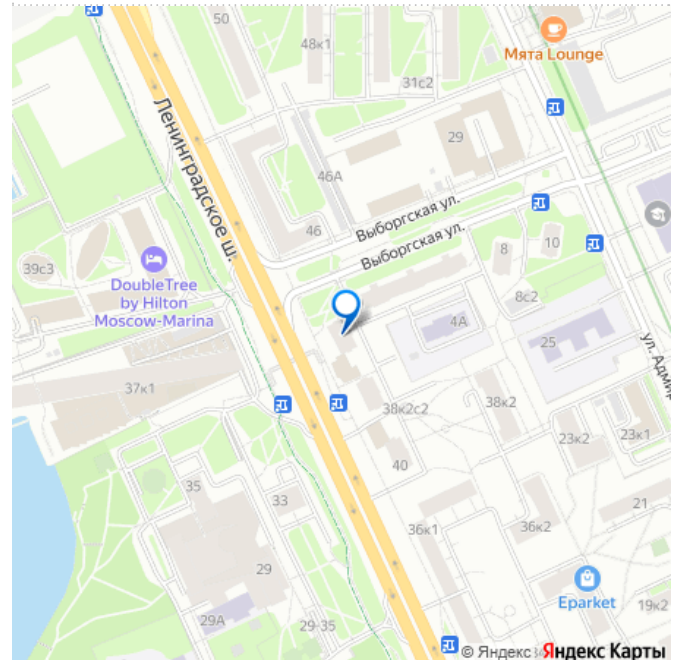 50
48к1
Мята Lounge
31с2
29
Ленинградское ш.
46А
Выборгская ул.
46
Выборгская ул.
10
8
39с3
DoubleTree
by Hilton
Moscow-Marina
8с2
4А
25
37к1
38к2с2
38к2
23к2
23к1
40
35
33
36к1
36к2
21
29
Eparket
19к2
29А
29-35
© Яндекс
Яндекс Карты